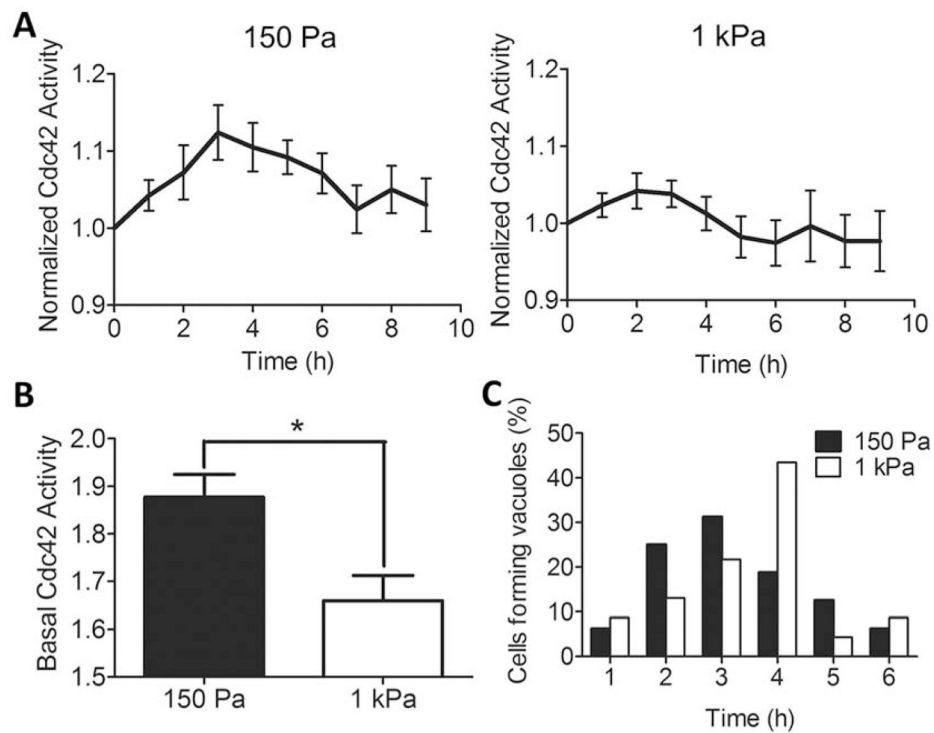 A
150 Pa
Normalized Cdc42 Activity
1.2
1.1
1.0
0.9
0 2 4 6 8 10
Time (h)
1 kPa
Normalized Cdc42 Activity
1.2
1.1
1.0
0.9
0 2 4 6 8 10
Time (h)
B
Basal Cdc42 Activity
2.0
1.9
1.8
1.7
1.6
1.5
*
150 Pa 1 kPa
C
Cells forming vacuoles (%)
50
40
30
20
10
0
150 Pa
1 kPa
1 2 3 4 5 6
Time (h)